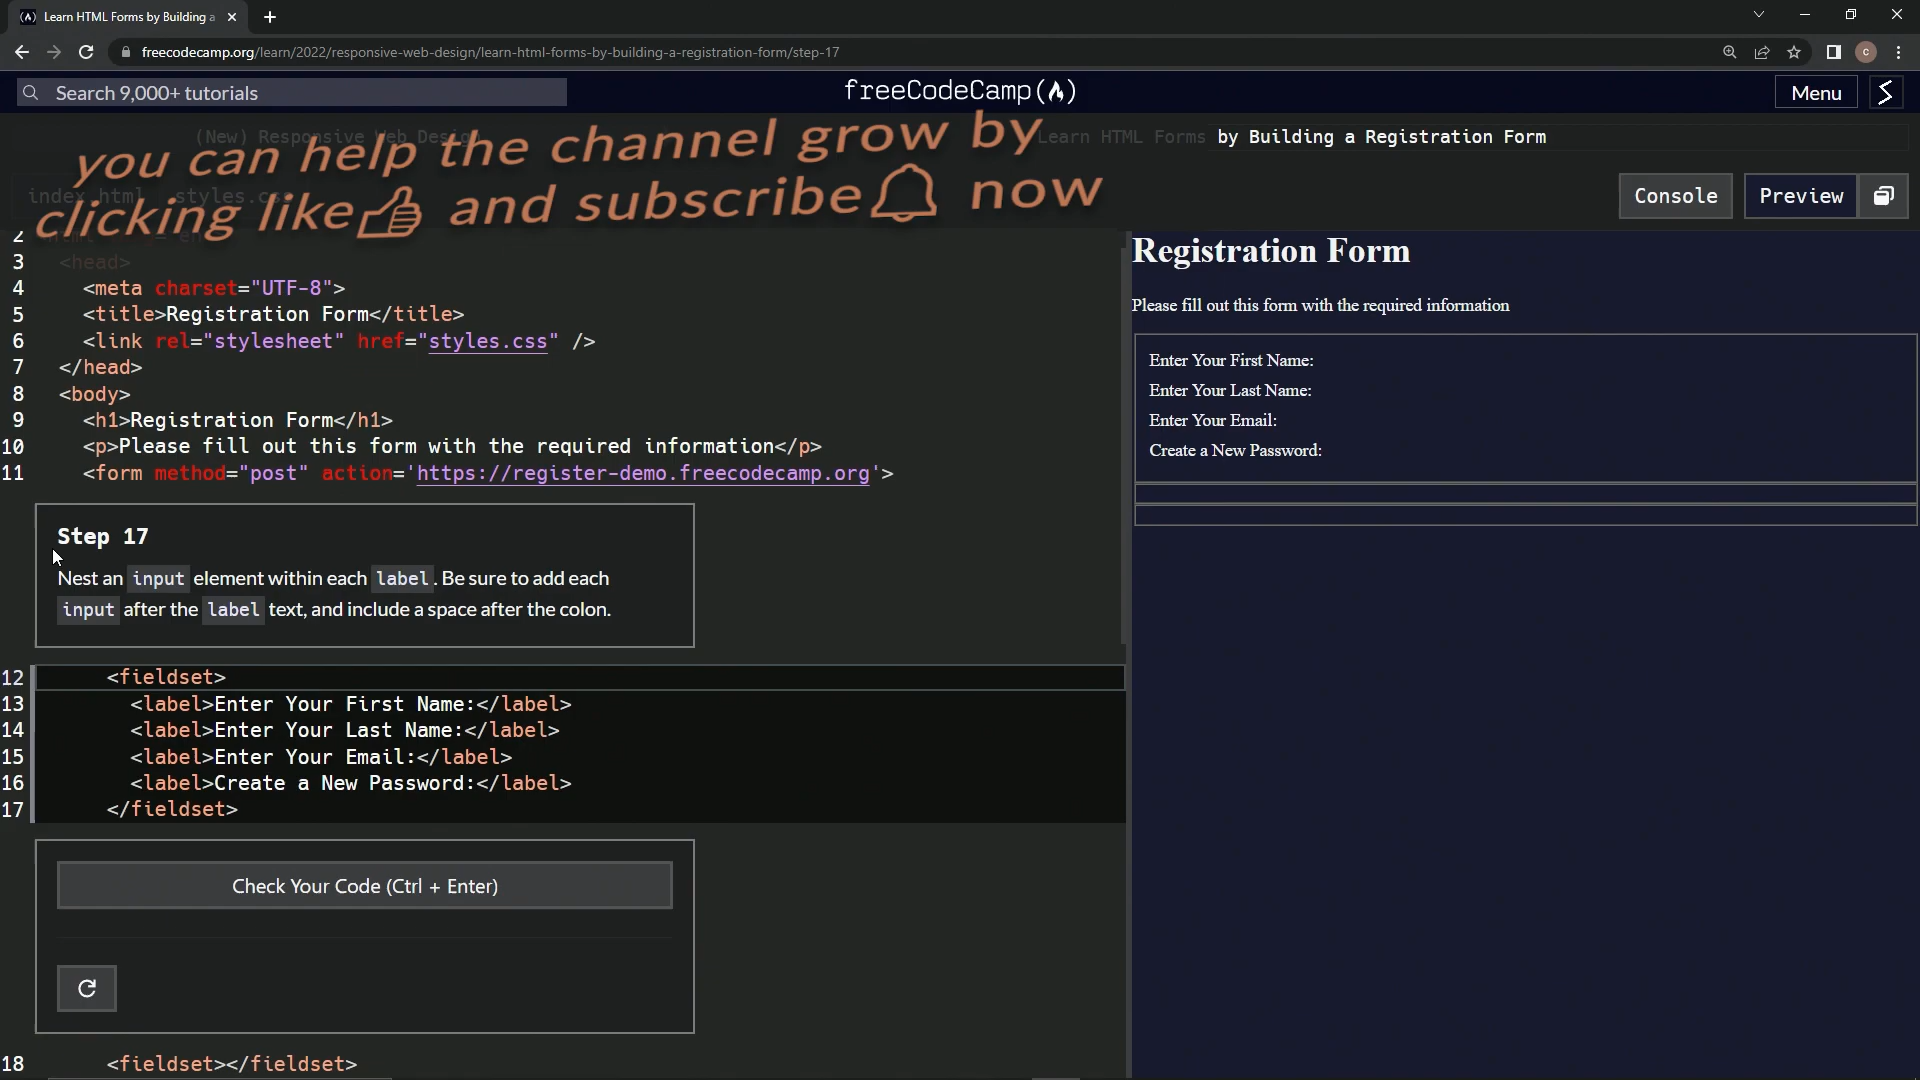 Learn HTML Forms by Building a
freecodecamp.org/learn/2022/responsive-web-design/learn-html-forms-by-building-a-registration-form/step-17
c
Search 9,000+ tutorials
freeCodeCamp(
Menu
(New) Responsive Web Design
Learn HTML Forms by Building a Registration Form
you can help the channel grow by
clicking like and subscribe now
index.html styles.css
Console
Preview
2
3 <head>
4 <meta charset="UTF-8">
5 <title>Registration Form</title>
6 <link rel="stylesheet" href="styles.css" />
7 </head>
8 <body>
9 <h1>Registration Form</h1>
10 <p>Please fill out this form with the required information</p>
11 <form method="post" action='https://register-demo.freecodecamp.org'>
Step 17
Nest an input element within each label. Be sure to add each
input after the label text, and include a space after the colon.
12 <fieldset>
13 <label>Enter Your First Name:</label>
14 <label>Enter Your Last Name:</label>
15 <label>Enter Your Email:</label>
16 <label>Create a New Password:</label>
17 </fieldset>
Check Your Code (Ctrl + Enter)
18 <fieldset></fieldset>
Registration Form
Please fill out this form with the required information
Enter Your First Name:
Enter Your Last Name:
Enter Your Email:
Create a New Password: